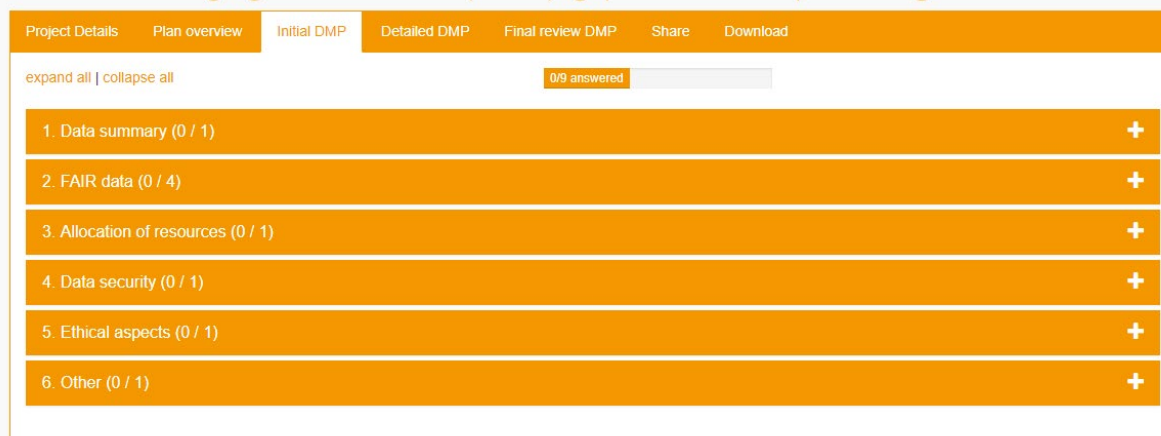 Project Details Plan overview Initial DMP Detailed DMP Final review DMP Share Download
expand all | collapse all 0/9 answered
1. Data summary (0 / 1)
2. FAIR data (0 / 4)
3. Allocation of resources (0 / 1)
4. Data security (0 / 1)
5. Ethical aspects (0 / 1)
6. Other (0 / 1)